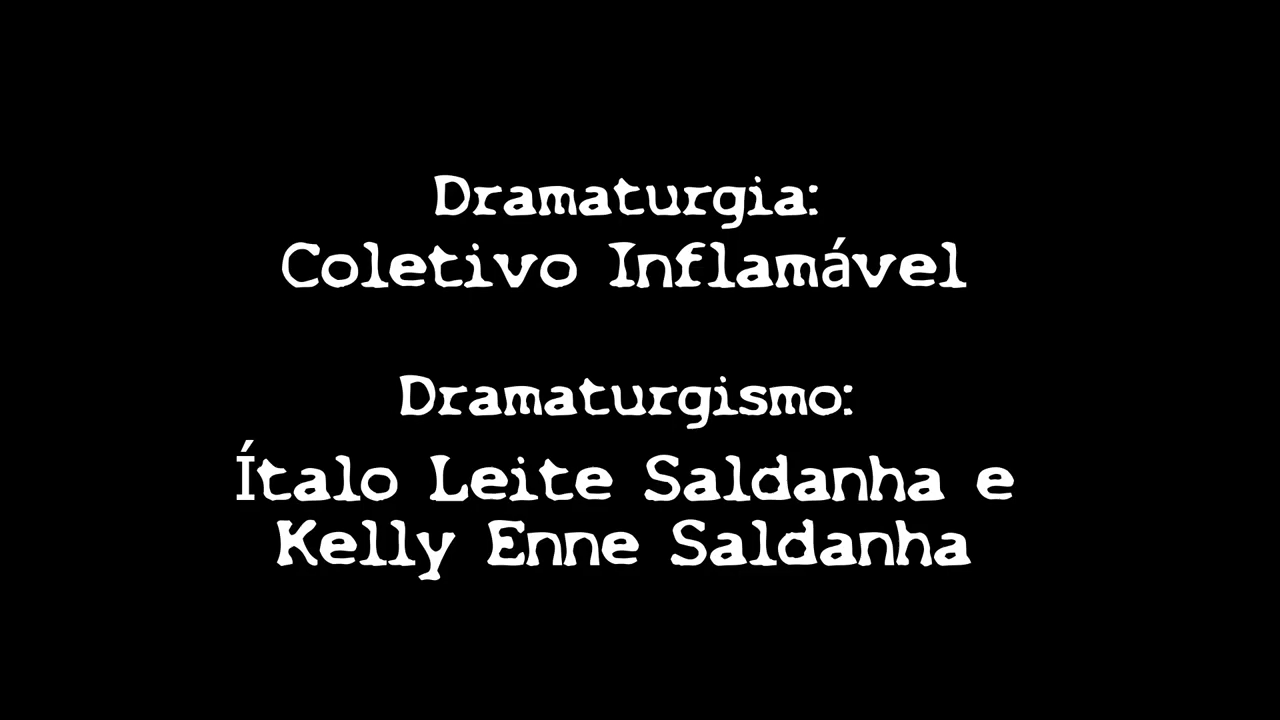 Dramaturgia:
Coletivo Inflamável
Dramaturgismo:
Ítalo Leite Saldanha e
Kelly Enne Saldanha